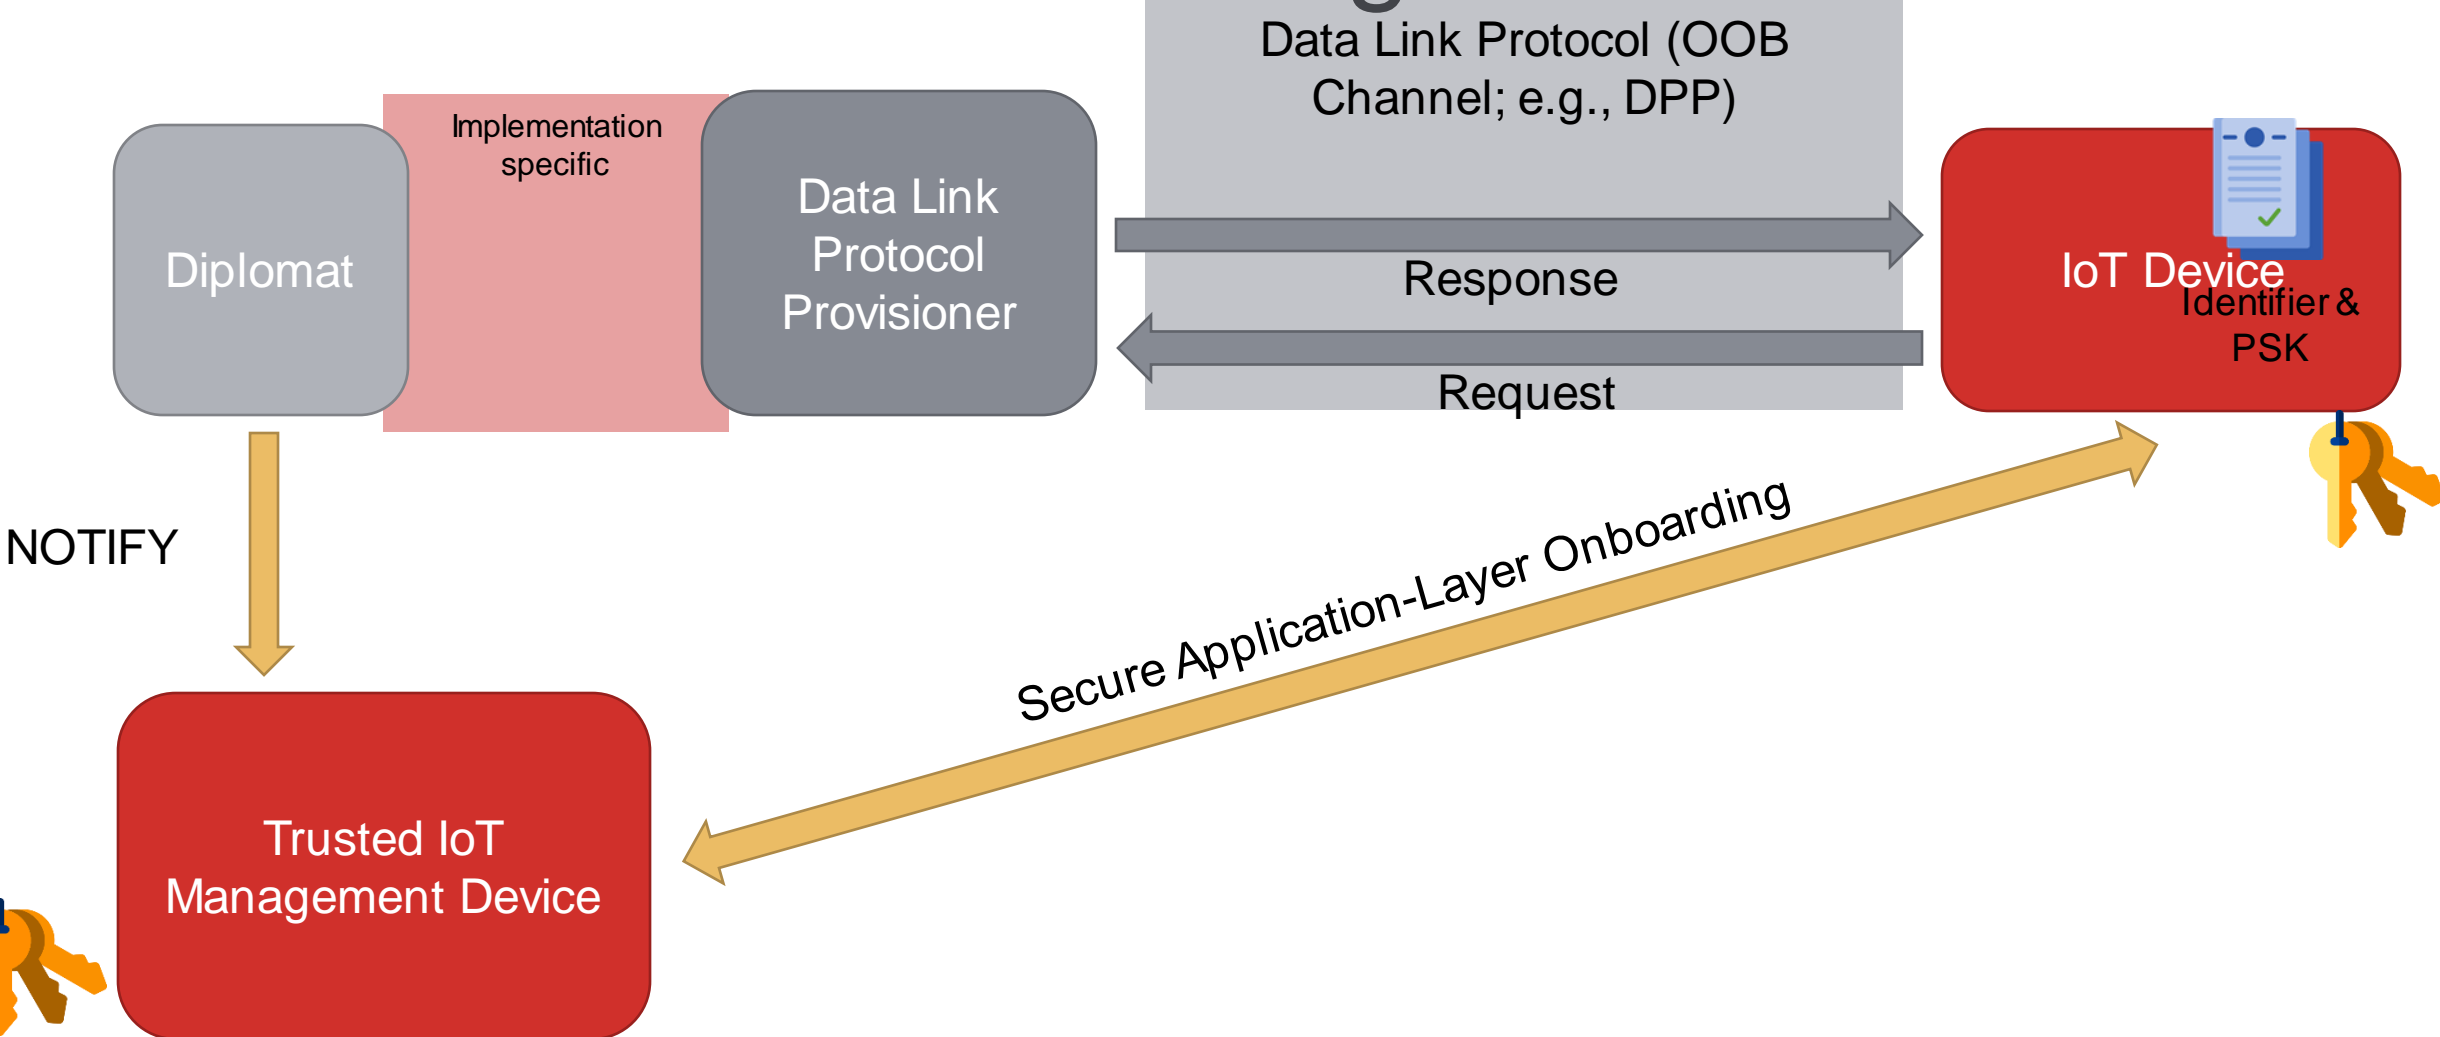 Data Link Protocol (OOB
Channel; e.g., DPP)
Implementation
specific
Diplomat
Data Link
Protocol
Provisioner
Response
Request
IoT Device
Identifier &
PSK
NOTIFY
Secure Application-Layer Onboarding
Trusted IoT
Management Device